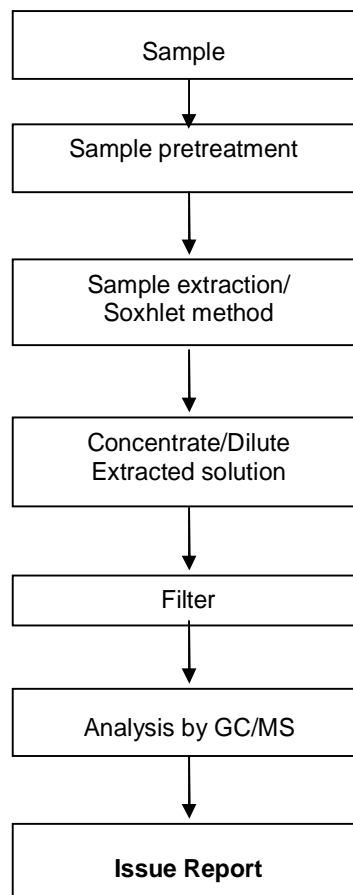 Sample
Sample pretreatment
Sample extraction/
Soxhlet method
Concentrate/Dilute
Extracted solution
Filter
Analysis by GC/MS
Issue Report